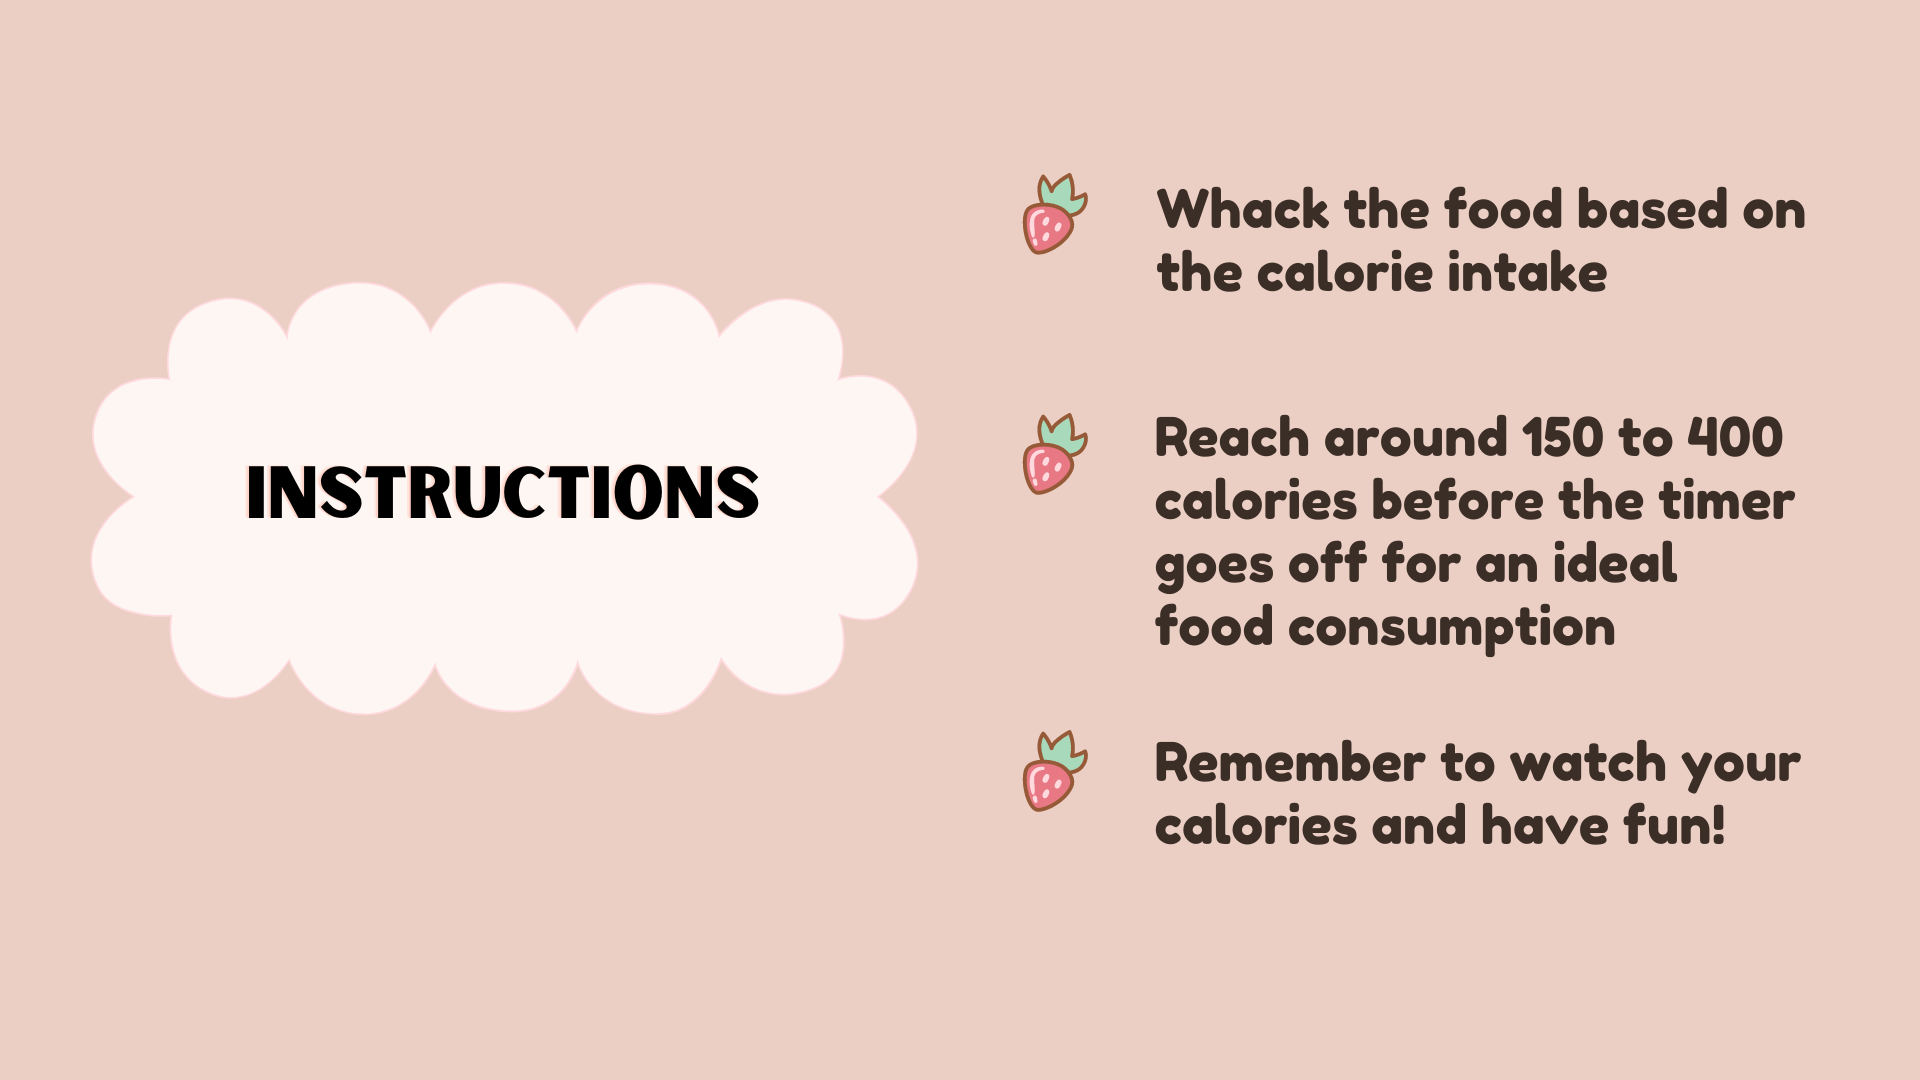 INSTRUCTIONS
Whack the food based on
the calorie intake
Reach around 150 to 400
calories before the timer
goes off for an ideal
food consumption
Remember to watch your
calories and have fun!